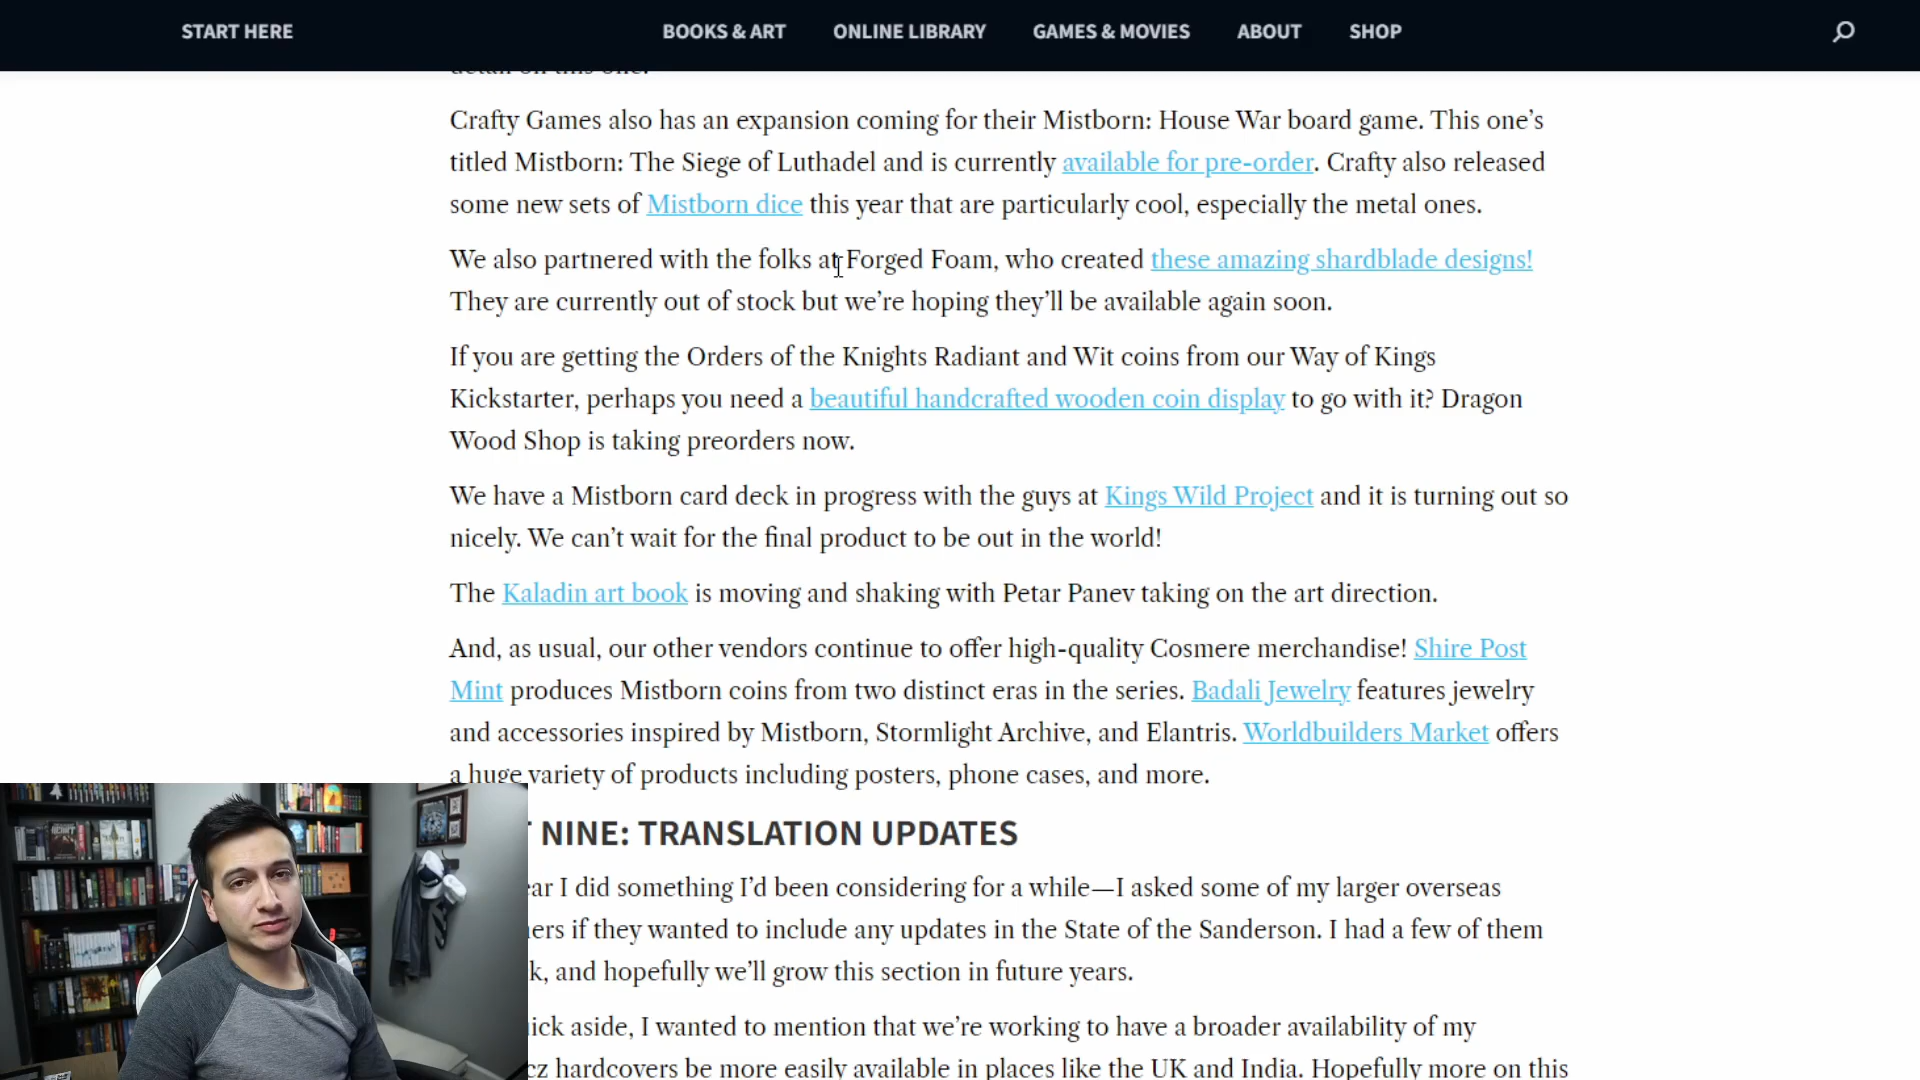 START HERE
BOOKS & ART
ONLINE LIBRARY
GAMES & MOVIES
ABOUT
SHOP
detail on this one.
Crafty Games also has an expansion coming for their Mistborn: House War board game. This one’s
titled Mistborn: The Siege of Luthadel and is currently available for pre-order. Crafty also released
some new sets of Mistborn dice this year that are particularly cool, especially the metal ones.
We also partnered with the folks at Forged Foam, who created these amazing shardblade designs!
They are currently out of stock but we’re hoping they’ll be available again soon.
If you are getting the Orders of the Knights Radiant and Wit coins from our Way of Kings
Kickstarter, perhaps you need a beautiful handcrafted wooden coin display to go with it? Dragon
Wood Shop is taking preorders now.
We have a Mistborn card deck in progress with the guys at Kings Wild Project and it is turning out so
nicely. We can’t wait for the final product to be out in the world!
The Kaladin art book is moving and shaking with Petar Panev taking on the art direction.
And, as usual, our other vendors continue to offer high-quality Cosmere merchandise! Shire Post
Mint produces Mistborn coins from two distinct eras in the series. Badali Jewelry features jewelry
and accessories inspired by Mistborn, Stormlight Archive, and Elantris. Worldbuilders Market offers
a huge variety of products including posters, phone cases, and more.
NINE: TRANSLATION UPDATES
ear I did something I’d been considering for a while—I asked some of my larger overseas
ers if they wanted to include any updates in the State of the Sanderson. I had a few of them
k, and hopefully we’ll grow this section in future years.
ick aside, I wanted to mention that we’re working to have a broader availability of my
cz hardcovers be more easily available in places like the UK and India. Hopefully more on this